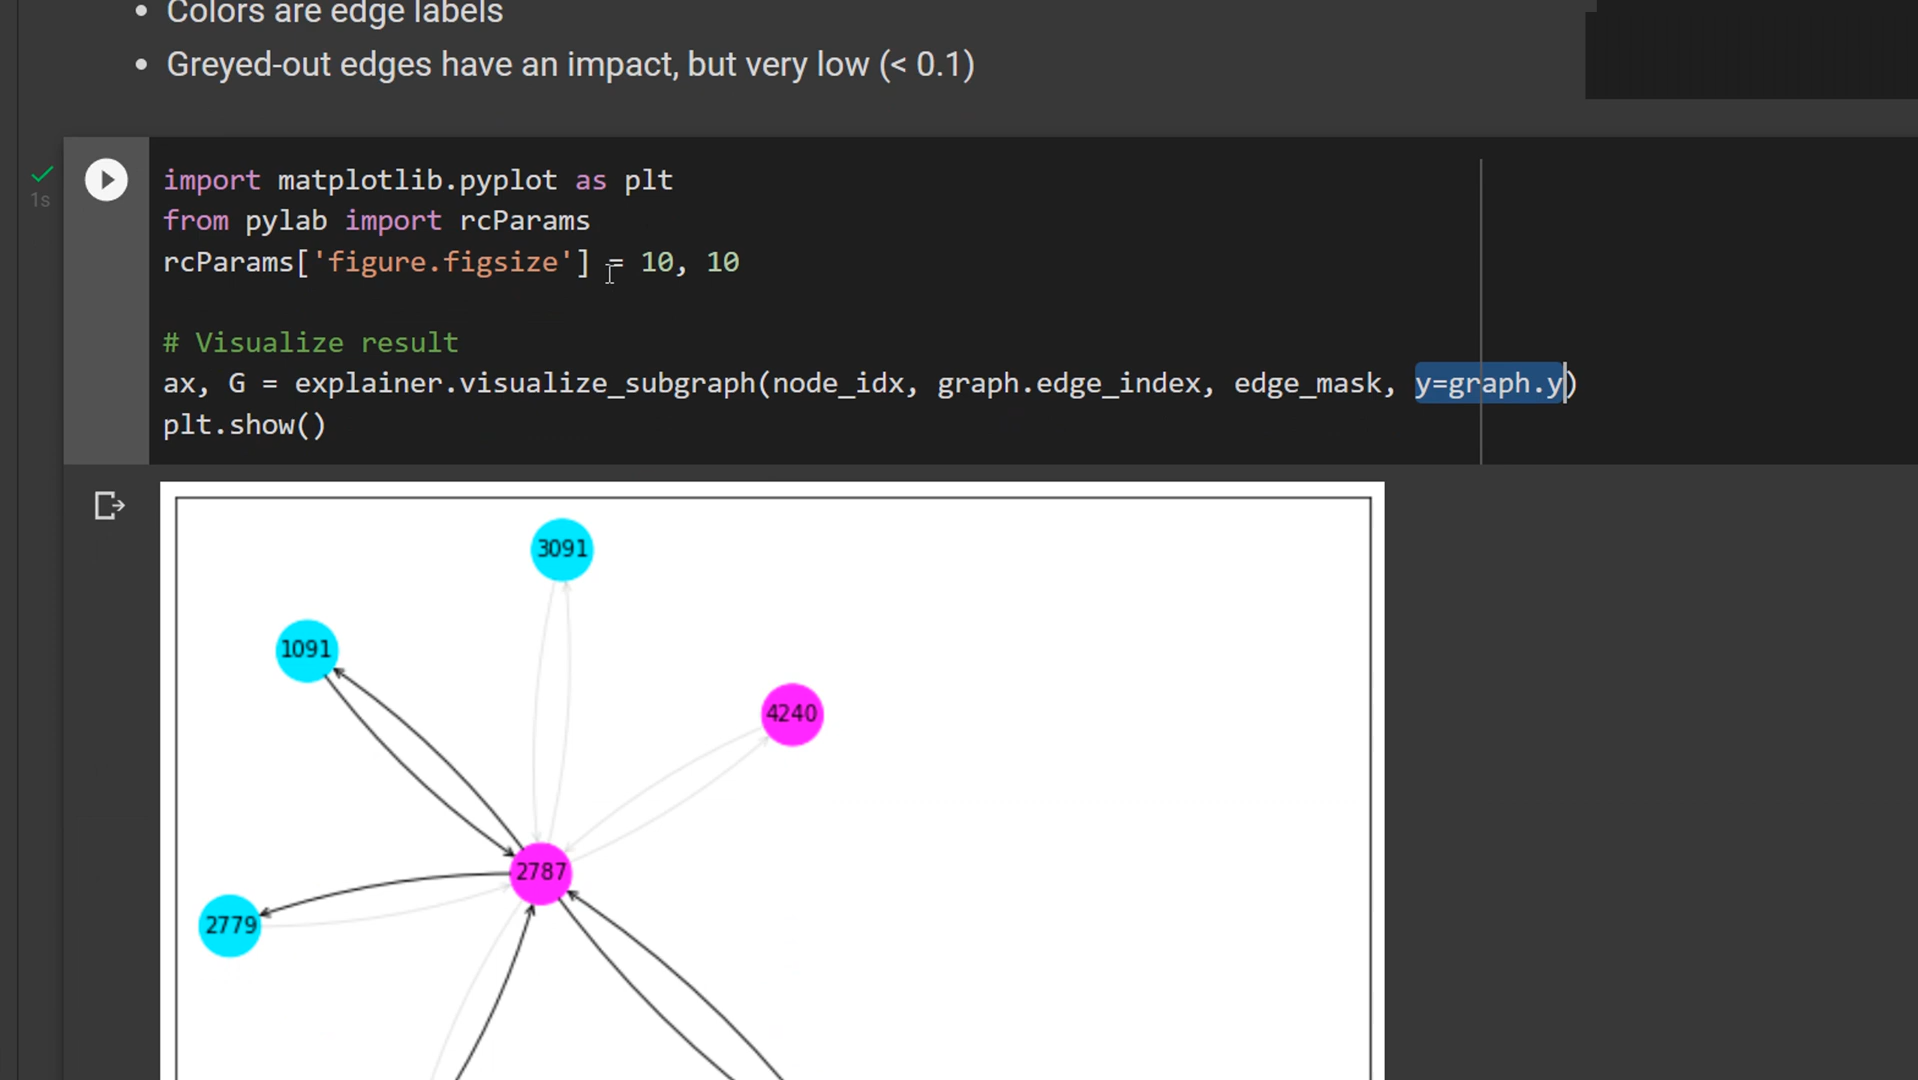 Colors are edge labels
Greyed-out edges have an impact, but very low (< 0.1)
import matplotlib.pyplot as plt
1s
from pylab import rcParams
rcParams['figure.figsize'] = 10, 10
# Visualize result
ax, G = explainer.visualize_subgraph(node_idx, graph.edge_index, edge_mask, y=graph.y)
plt.show()
3091
1091
4240
2787
2779